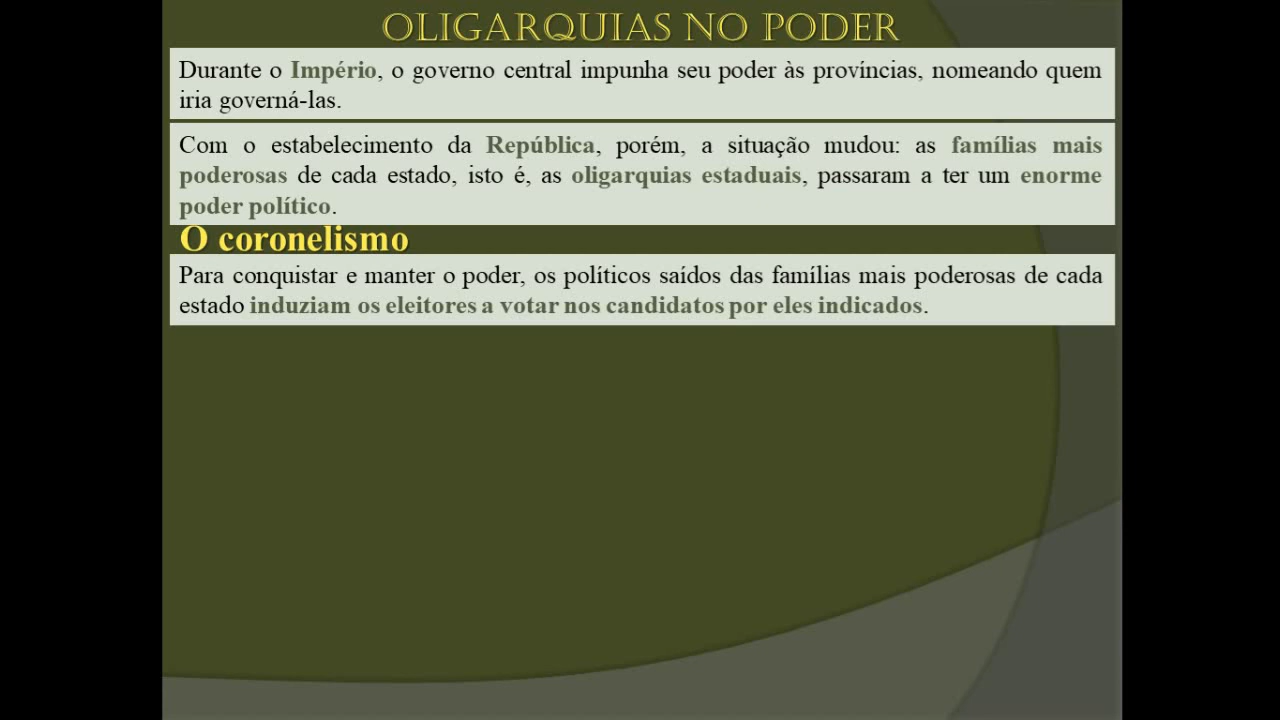 OLIGARQUIAS NO PODER
Durante o Império, o governo central impunha seu poder às províncias, nomeando quem
iria governá-las.
Com o estabelecimento da República, porém, a situação mudou: as famílias mais
poderosas de cada estado, isto é, as oligarquias estaduais, passaram a ter um enorme
poder político.
O coronelismo
Para conquistar e manter o poder, os políticos saídos das famílias mais poderosas de cada
estado induziam os eleitores a votar nos candidatos por eles indicados.